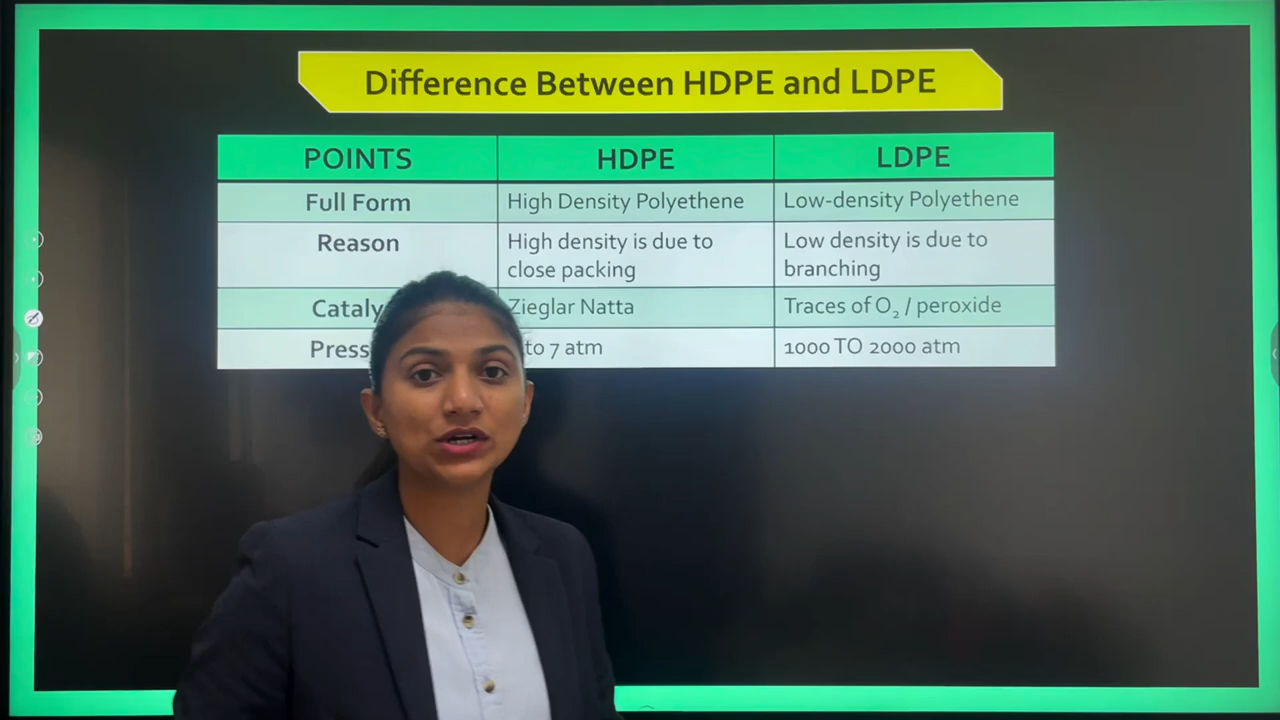 Difference Between HDPE and LDPE
POINTS HDPE LDPE
Full Form High Density Polyethene Low-density Polyethene
Reason High density is due to Low density is due to
close packing branching
Zieglar Natta Traces of O₂ / peroxide
to 7 atm 1000 TO 2000 atm